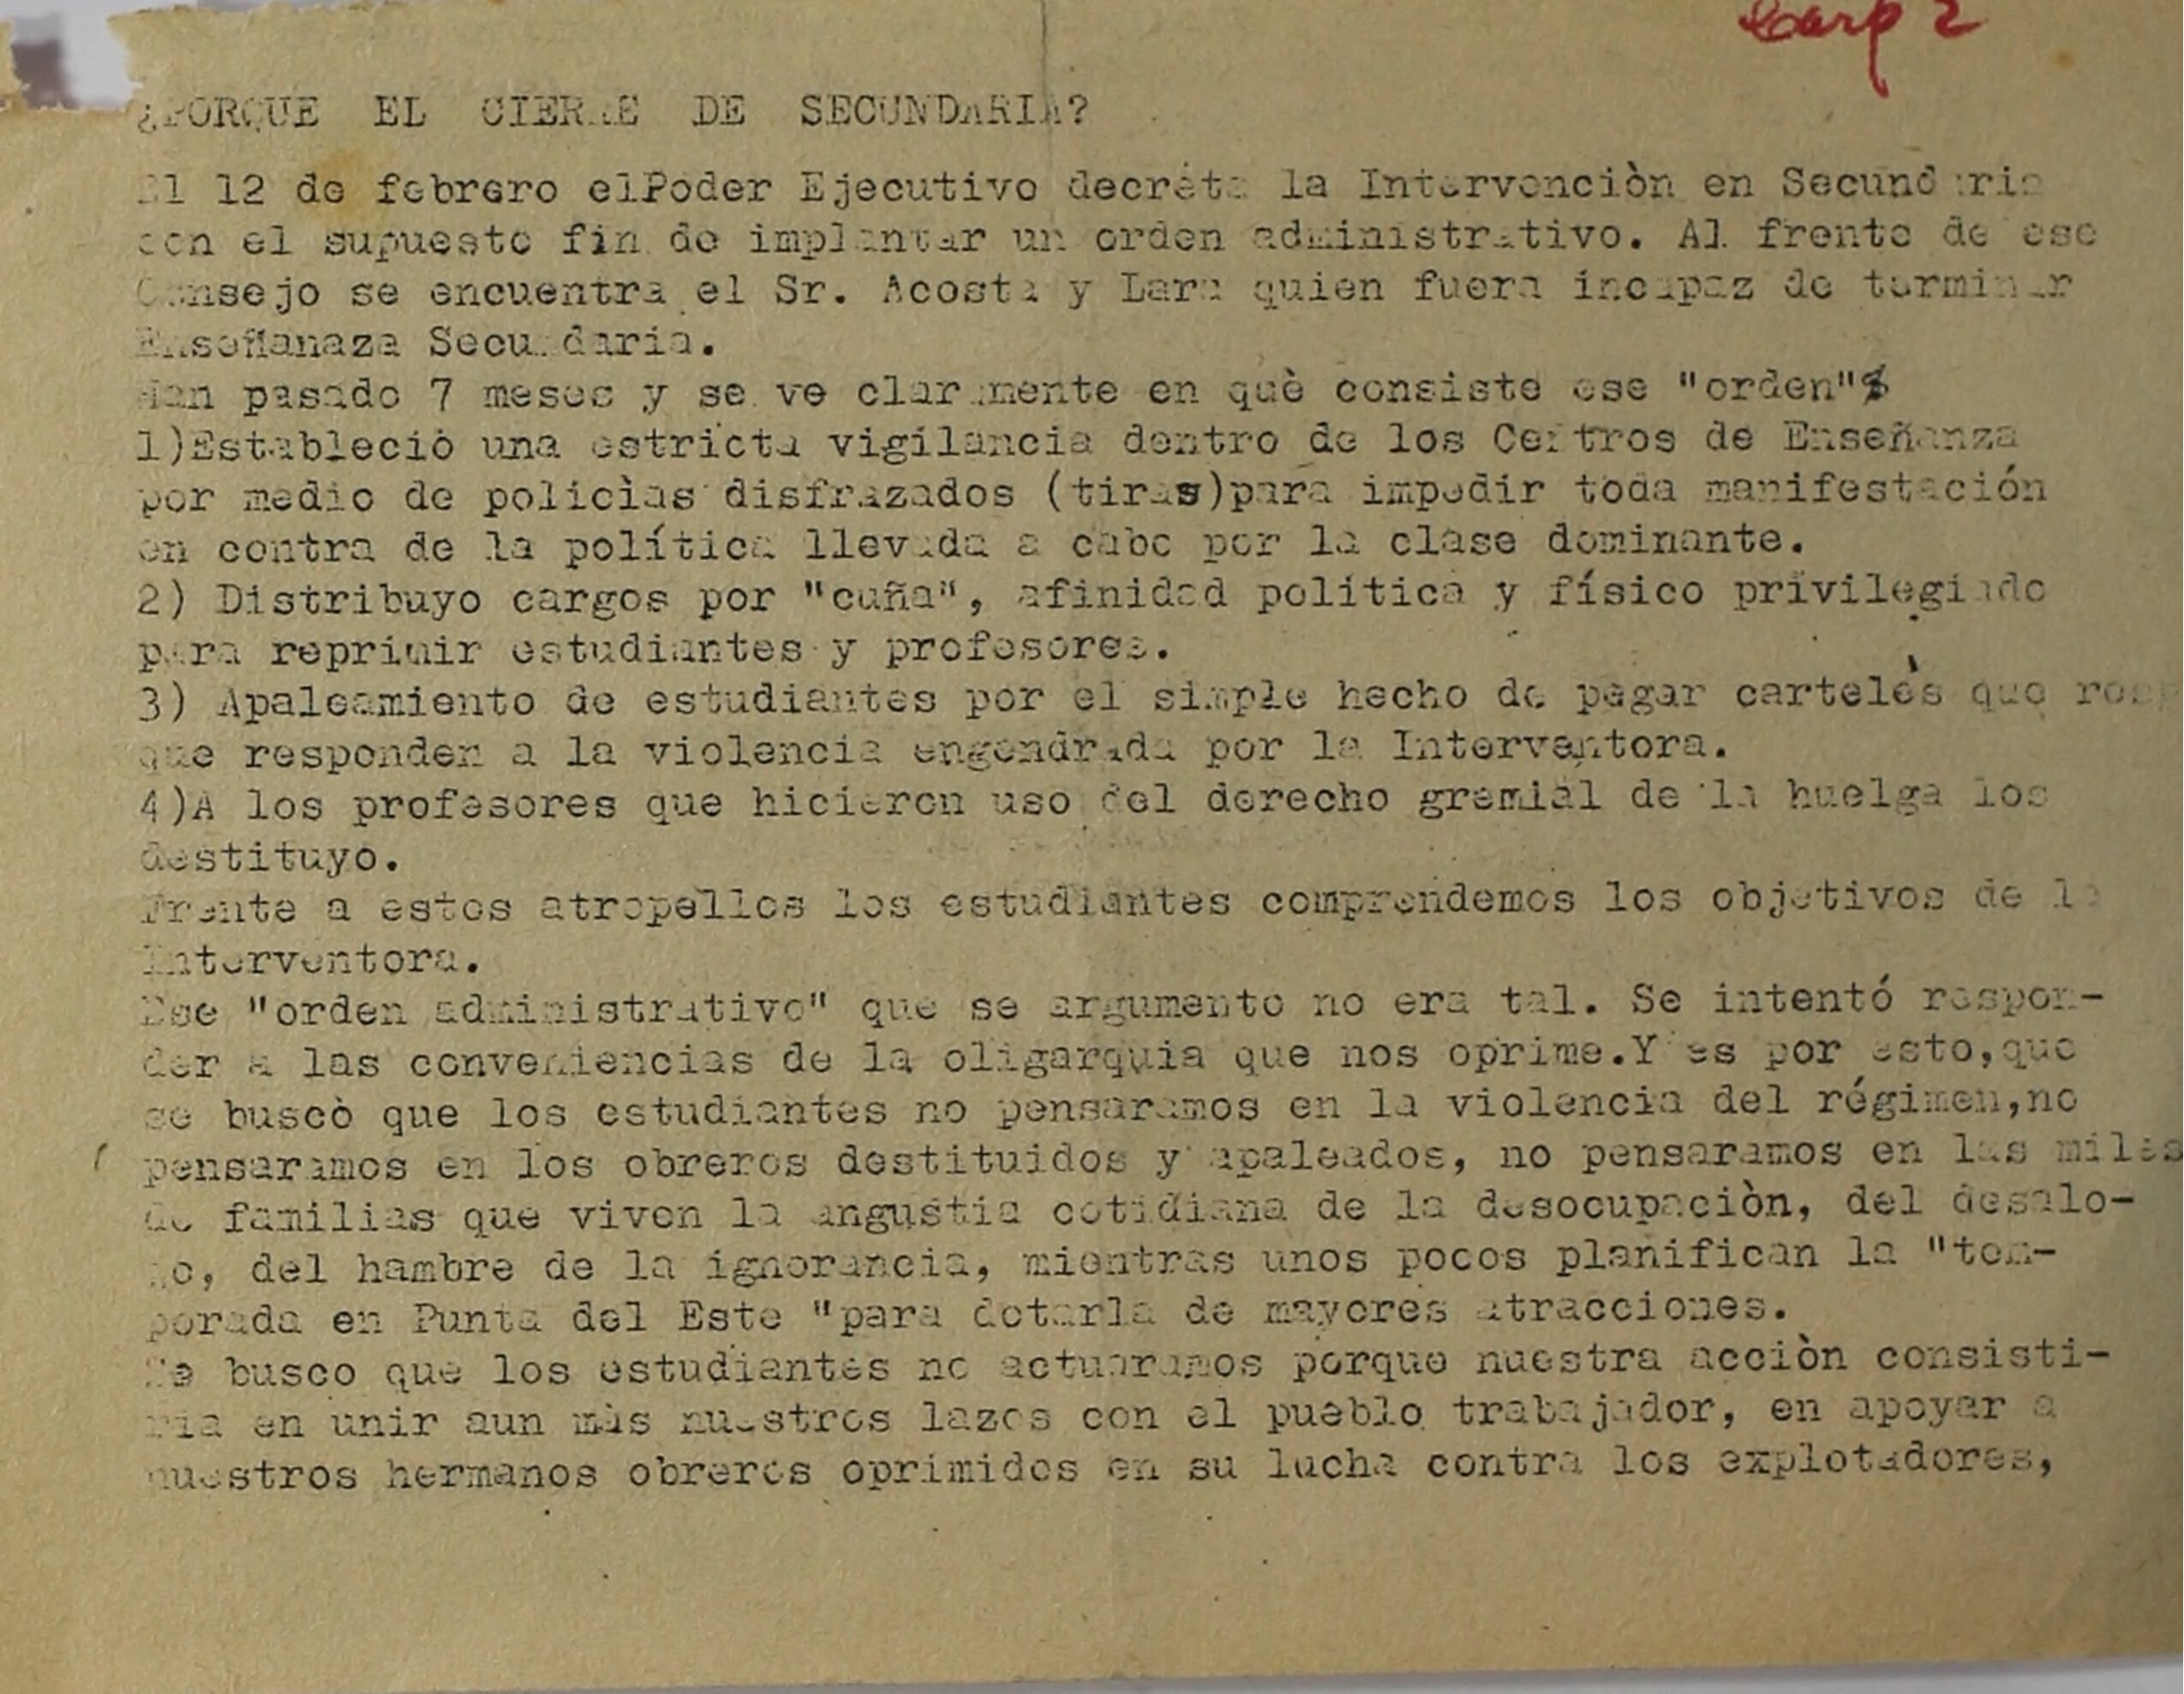 Carp 2
¿PORQUE EL CIERRE DE SECUNDARIA?
El 12 de febrero elPoder Ejecutivo decreta la Intervenciòn en Secundaria
con el supuesto fin de implantar un orden administrativo. Al frente de ese
Consejo se encuentra el Sr. Acosta y Lara quien fuera incapaz de terminar
Enseñanaza Secundaria.
Han pasado 7 meses y se ve claramente en què consiste ese "orden"
1)Estableciò una estricta vigilancia dentro de los Centros de Enseñanza
por medio de policìas disfrazados (tiras)para impedir toda manifestación
en contra de la política llevada a cabo por la clase dominante.
2) Distribuyo cargos por "cuña", afinidad politica y físico privilegiado
para reprimir estudiantes y profesores.
3) Apaleamiento de estudiantes por el simple hecho de pegar carteles que resp
que responden a la violencia engendrada por la Interventora.
4)A los profesores que hicieron uso del derecho gremial de la huelga los
destituyo.
Frente a estos atropellos los estudiantes comprendemos los objetivos de la
Interventora.
Ese "orden administrativo" que se argumento no era tal. Se intentó respon-
der a las conveniencias de la oligarquia que nos oprime.Y es por esto,que
se buscò que los estudiantes no pensaramos en la violencia del régimen,no
pensaramos en los obreros destituidos y apaleados, no pensaramos en las miles
de familias que viven la angustia cotidiana de la desocupaciòn, del desalo-
jo, del hambre de la ignorancia, mientras unos pocos planifican la "tem-
porada en Punta del Este "para dotarla de mayores atracciones.
Se busco que los estudiantes no actuaramos porque nuestra acciòn consisti-
ria en unir aun màs nuestros lazos con el pueblo trabajador, en apoyar a
nuestros hermanos obreros oprimidos en su lucha contra los explotadores,